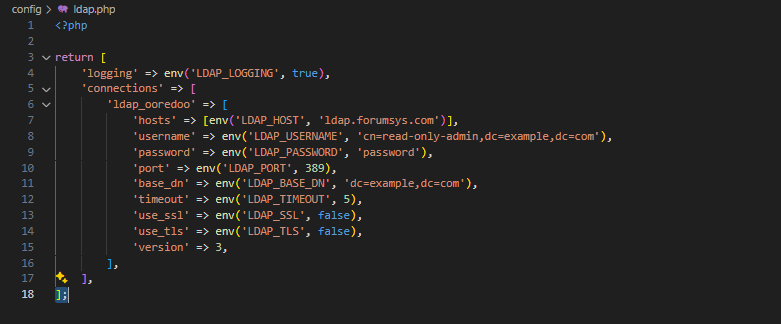 config > ldap.php
1 <?php
2
3 return [
4     'logging' => env('LDAP_LOGGING', true),
5     'connections' => [
6         'ldap_ooredoo' => [
7             'hosts' => [env('LDAP_HOST', 'ldap.forumsys.com')],
8             'username' => env('LDAP_USERNAME', 'cn=read-only-admin,dc=example,dc=com'),
9             'password' => env('LDAP_PASSWORD', 'password'),
10             'port' => env('LDAP_PORT', 389),
11             'base_dn' => env('LDAP_BASE_DN', 'dc=example,dc=com'),
12             'timeout' => env('LDAP_TIMEOUT', 5),
13             'use_ssl' => env('LDAP_SSL', false),
14             'use_tls' => env('LDAP_TLS', false),
15             'version' => 3,
16         ],
17     ],
18 ];